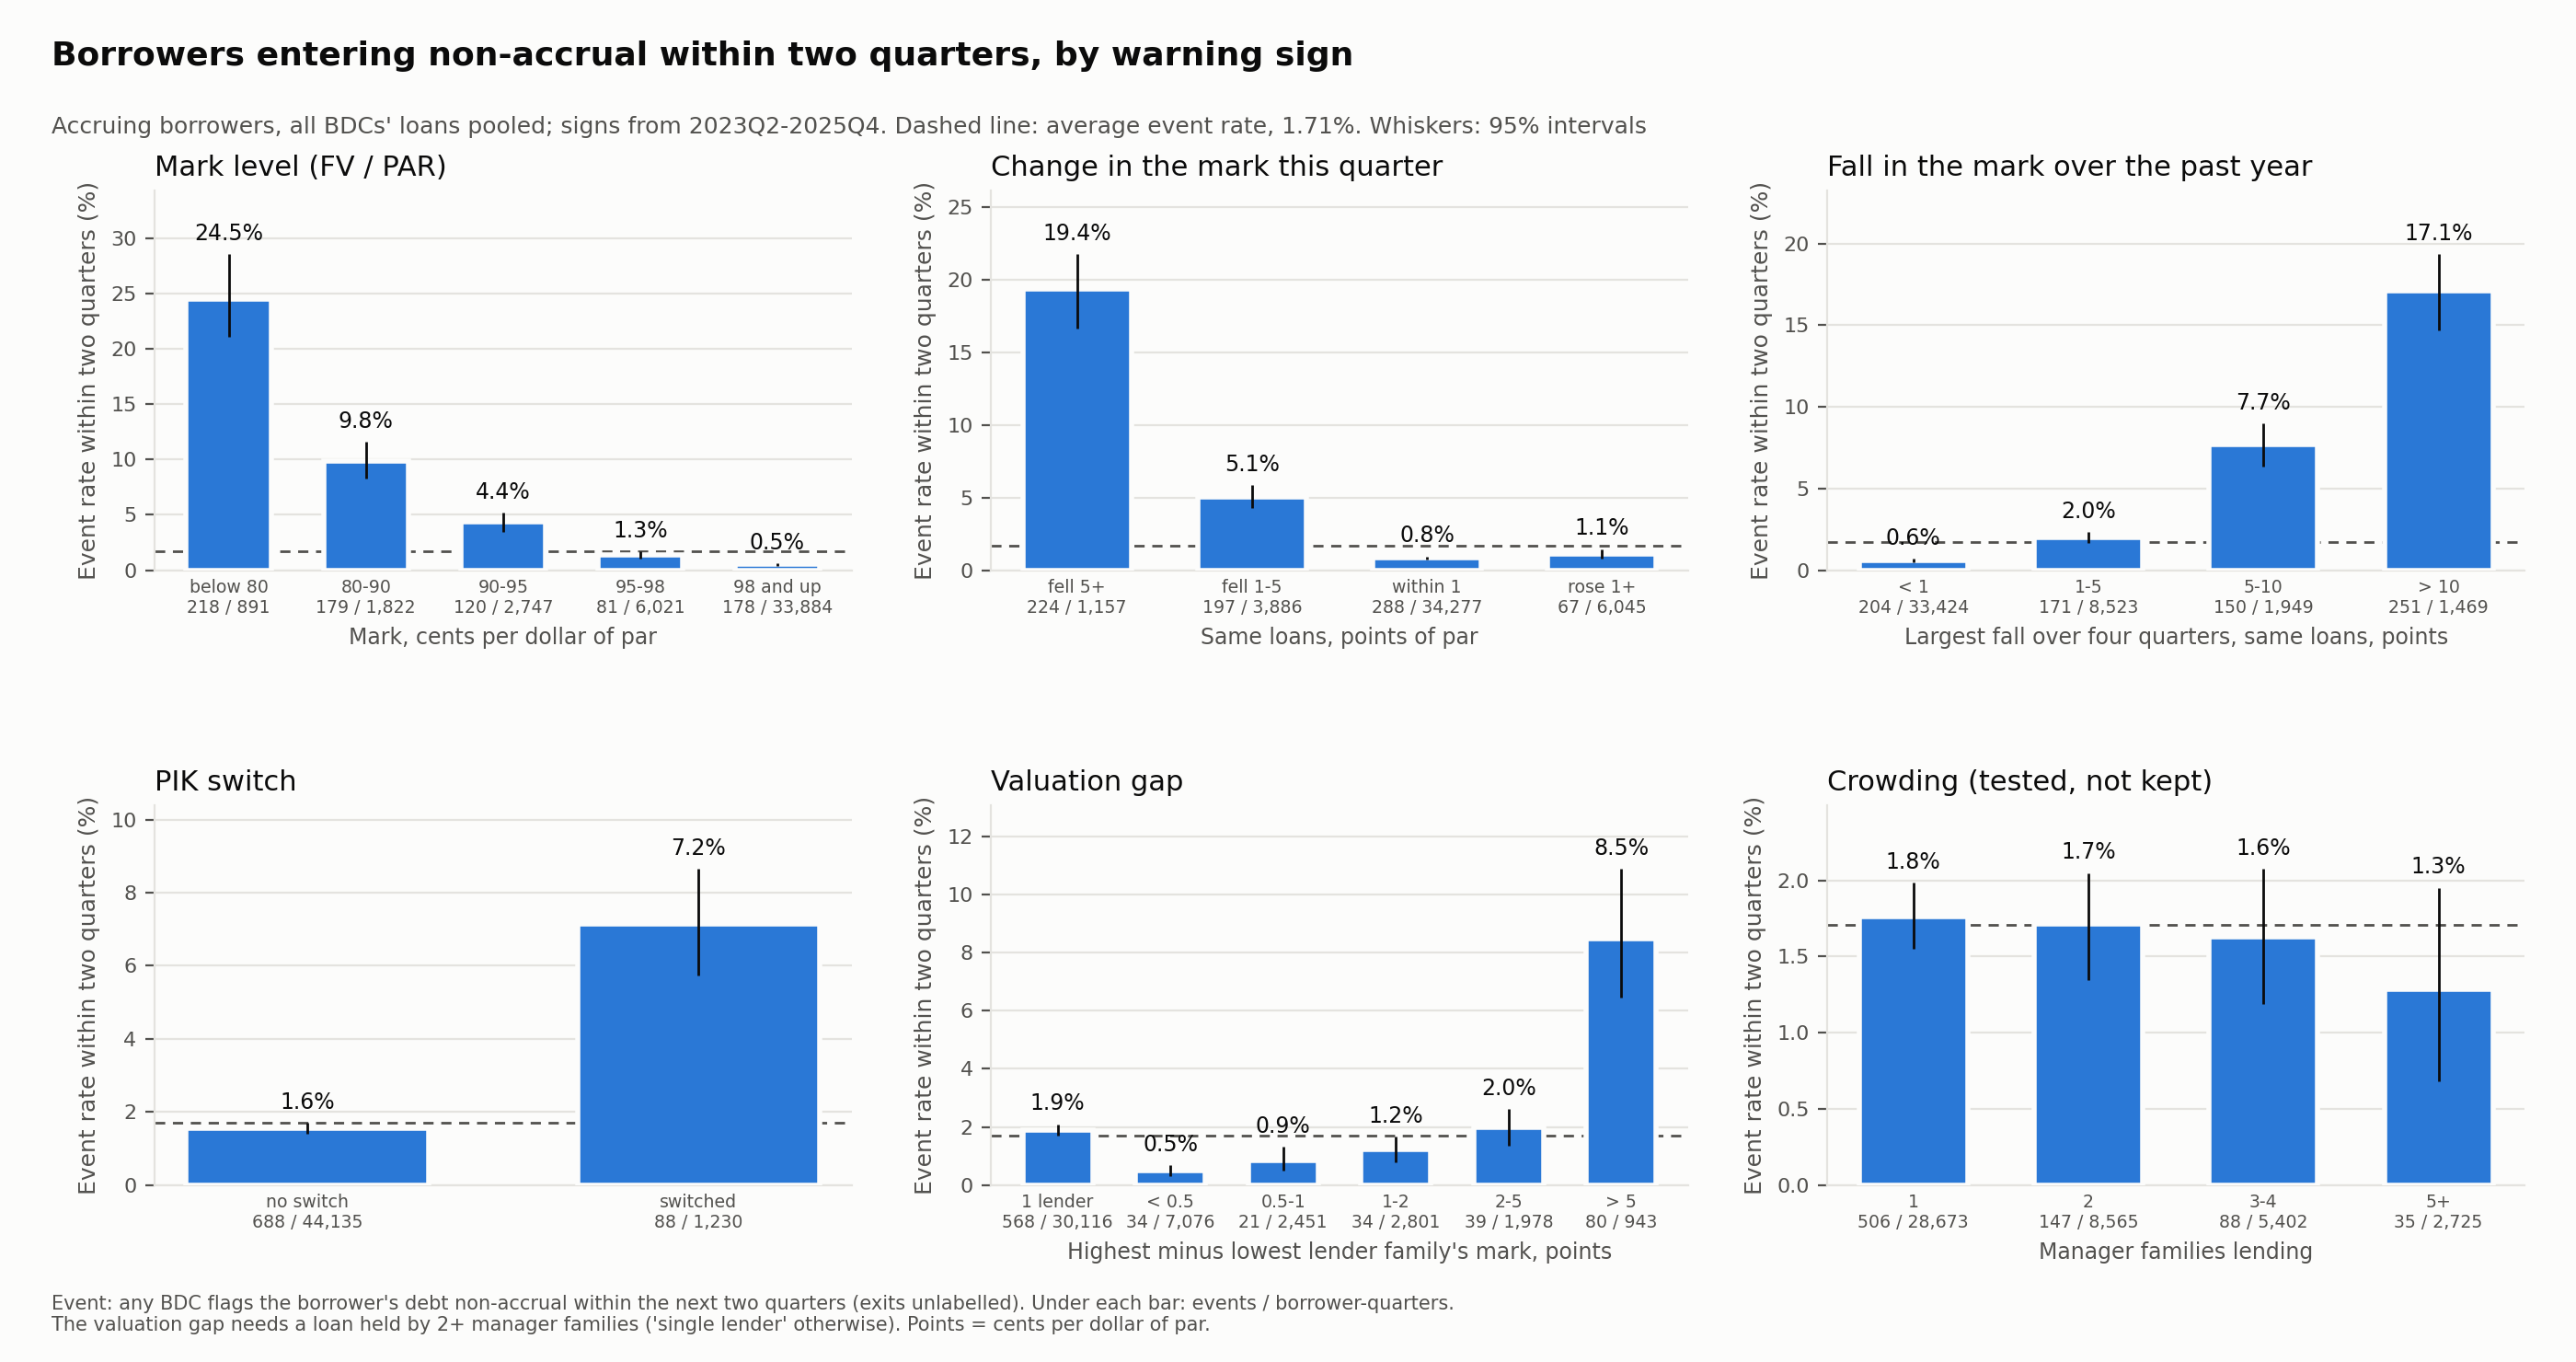 Borrowers entering non-accrual within two quarters, by warning sign
Accruing borrowers, all BDCs' loans pooled; signs from 2023Q2-2025Q4. Dashed line: average event rate, 1.71%. Whiskers: 95% intervals
Mark level (FV / PAR)
Event rate within two quarters (%)
30
25
20
15
10
5
0
24.5%
9.8%
4.4%
1.3%
0.5%
below 80
80-90
90-95
95-98
98 and up
218 / 891
179 / 1,822
120 / 2,747
81 / 6,021
178 / 33,884
Mark, cents per dollar of par
Change in the mark this quarter
Event rate within two quarters (%)
25
20
15
10
5
0
19.4%
5.1%
0.8%
1.1%
fell 5+
fell 1-5
within 1
rose 1+
224 / 1,157
197 / 3,886
288 / 34,277
67 / 6,045
Same loans, points of par
Fall in the mark over the past year
Event rate within two quarters (%)
20
15
10
5
0
0.6%
2.0%
7.7%
17.1%
< 1
1-5
5-10
> 10
204 / 33,424
171 / 8,523
150 / 1,949
251 / 1,469
Largest fall over four quarters, same loans, points
PIK switch
Event rate within two quarters (%)
10
8
6
4
2
0
1.6%
7.2%
no switch
switched
688 / 44,135
88 / 1,230
Valuation gap
Event rate within two quarters (%)
12
10
8
6
4
2
0
1.9%
0.5%
0.9%
1.2%
2.0%
8.5%
1 lender
< 0.5
0.5-1
1-2
2-5
> 5
568 / 30,116
34 / 7,076
21 / 2,451
34 / 2,801
39 / 1,978
80 / 943
Highest minus lowest lender family's mark, points
Crowding (tested, not kept)
Event rate within two quarters (%)
2.0
1.5
1.0
0.5
0.0
1.8%
1.7%
1.6%
1.3%
1
2
3-4
5+
506 / 28,673
147 / 8,565
88 / 5,402
35 / 2,725
Manager families lending
Event: any BDC flags the borrower's debt non-accrual within the next two quarters (exits unlabelled). Under each bar: events / borrower-quarters.
The valuation gap needs a loan held by 2+ manager families ('single lender' otherwise). Points = cents per dollar of par.